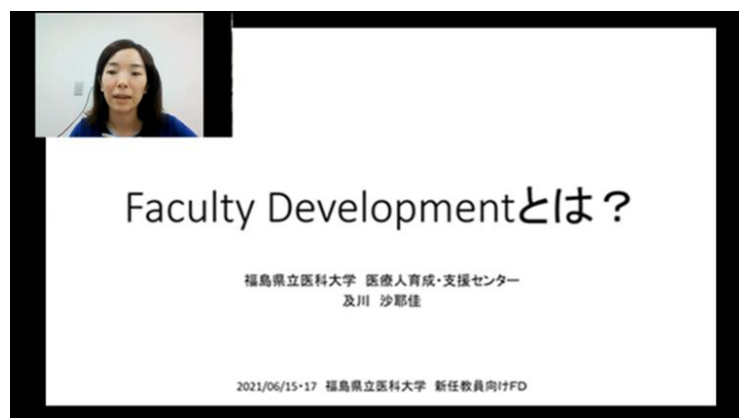 Faculty Developmentとは？
福島県立医科大学　医療人育成・支援センター
及川　沙耶佳
2021/06/15・17　福島県立医科大学　新任教員向けFD